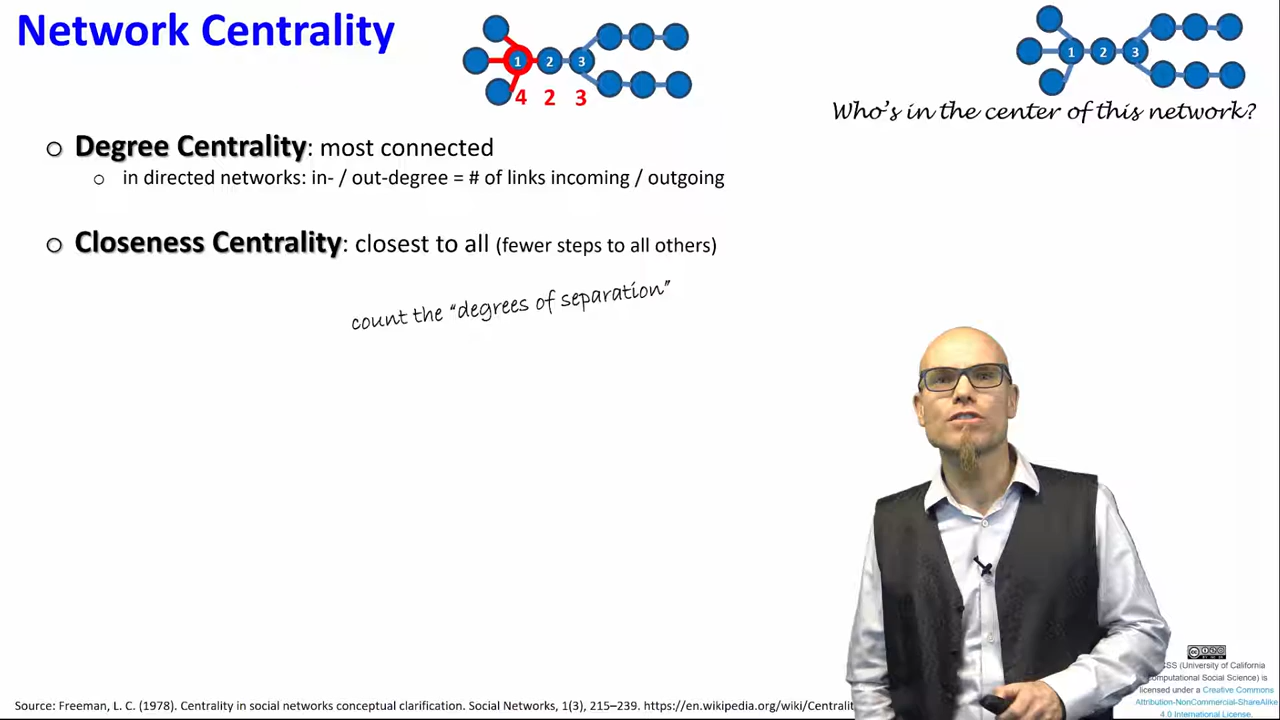 Network Centrality
1 2 3
4 2 3
1 2 3
Who's in the center of this network?
Degree Centrality: most connected
in directed networks: in- / out-degree = # of links incoming / outgoing
Closeness Centrality: closest to all (fewer steps to all others)
count the "degrees of separation"
Source: Freeman, L. C. (1978). Centrality in social networks conceptual clarification. Social Networks, 1(3), 215–239. https://en.wikipedia.org/wiki/Centralit
CSS (University of California
Computational Social Science) is
licensed under a Creative Commons
Attribution-NonCommercial-ShareAlike
4.0 International License.